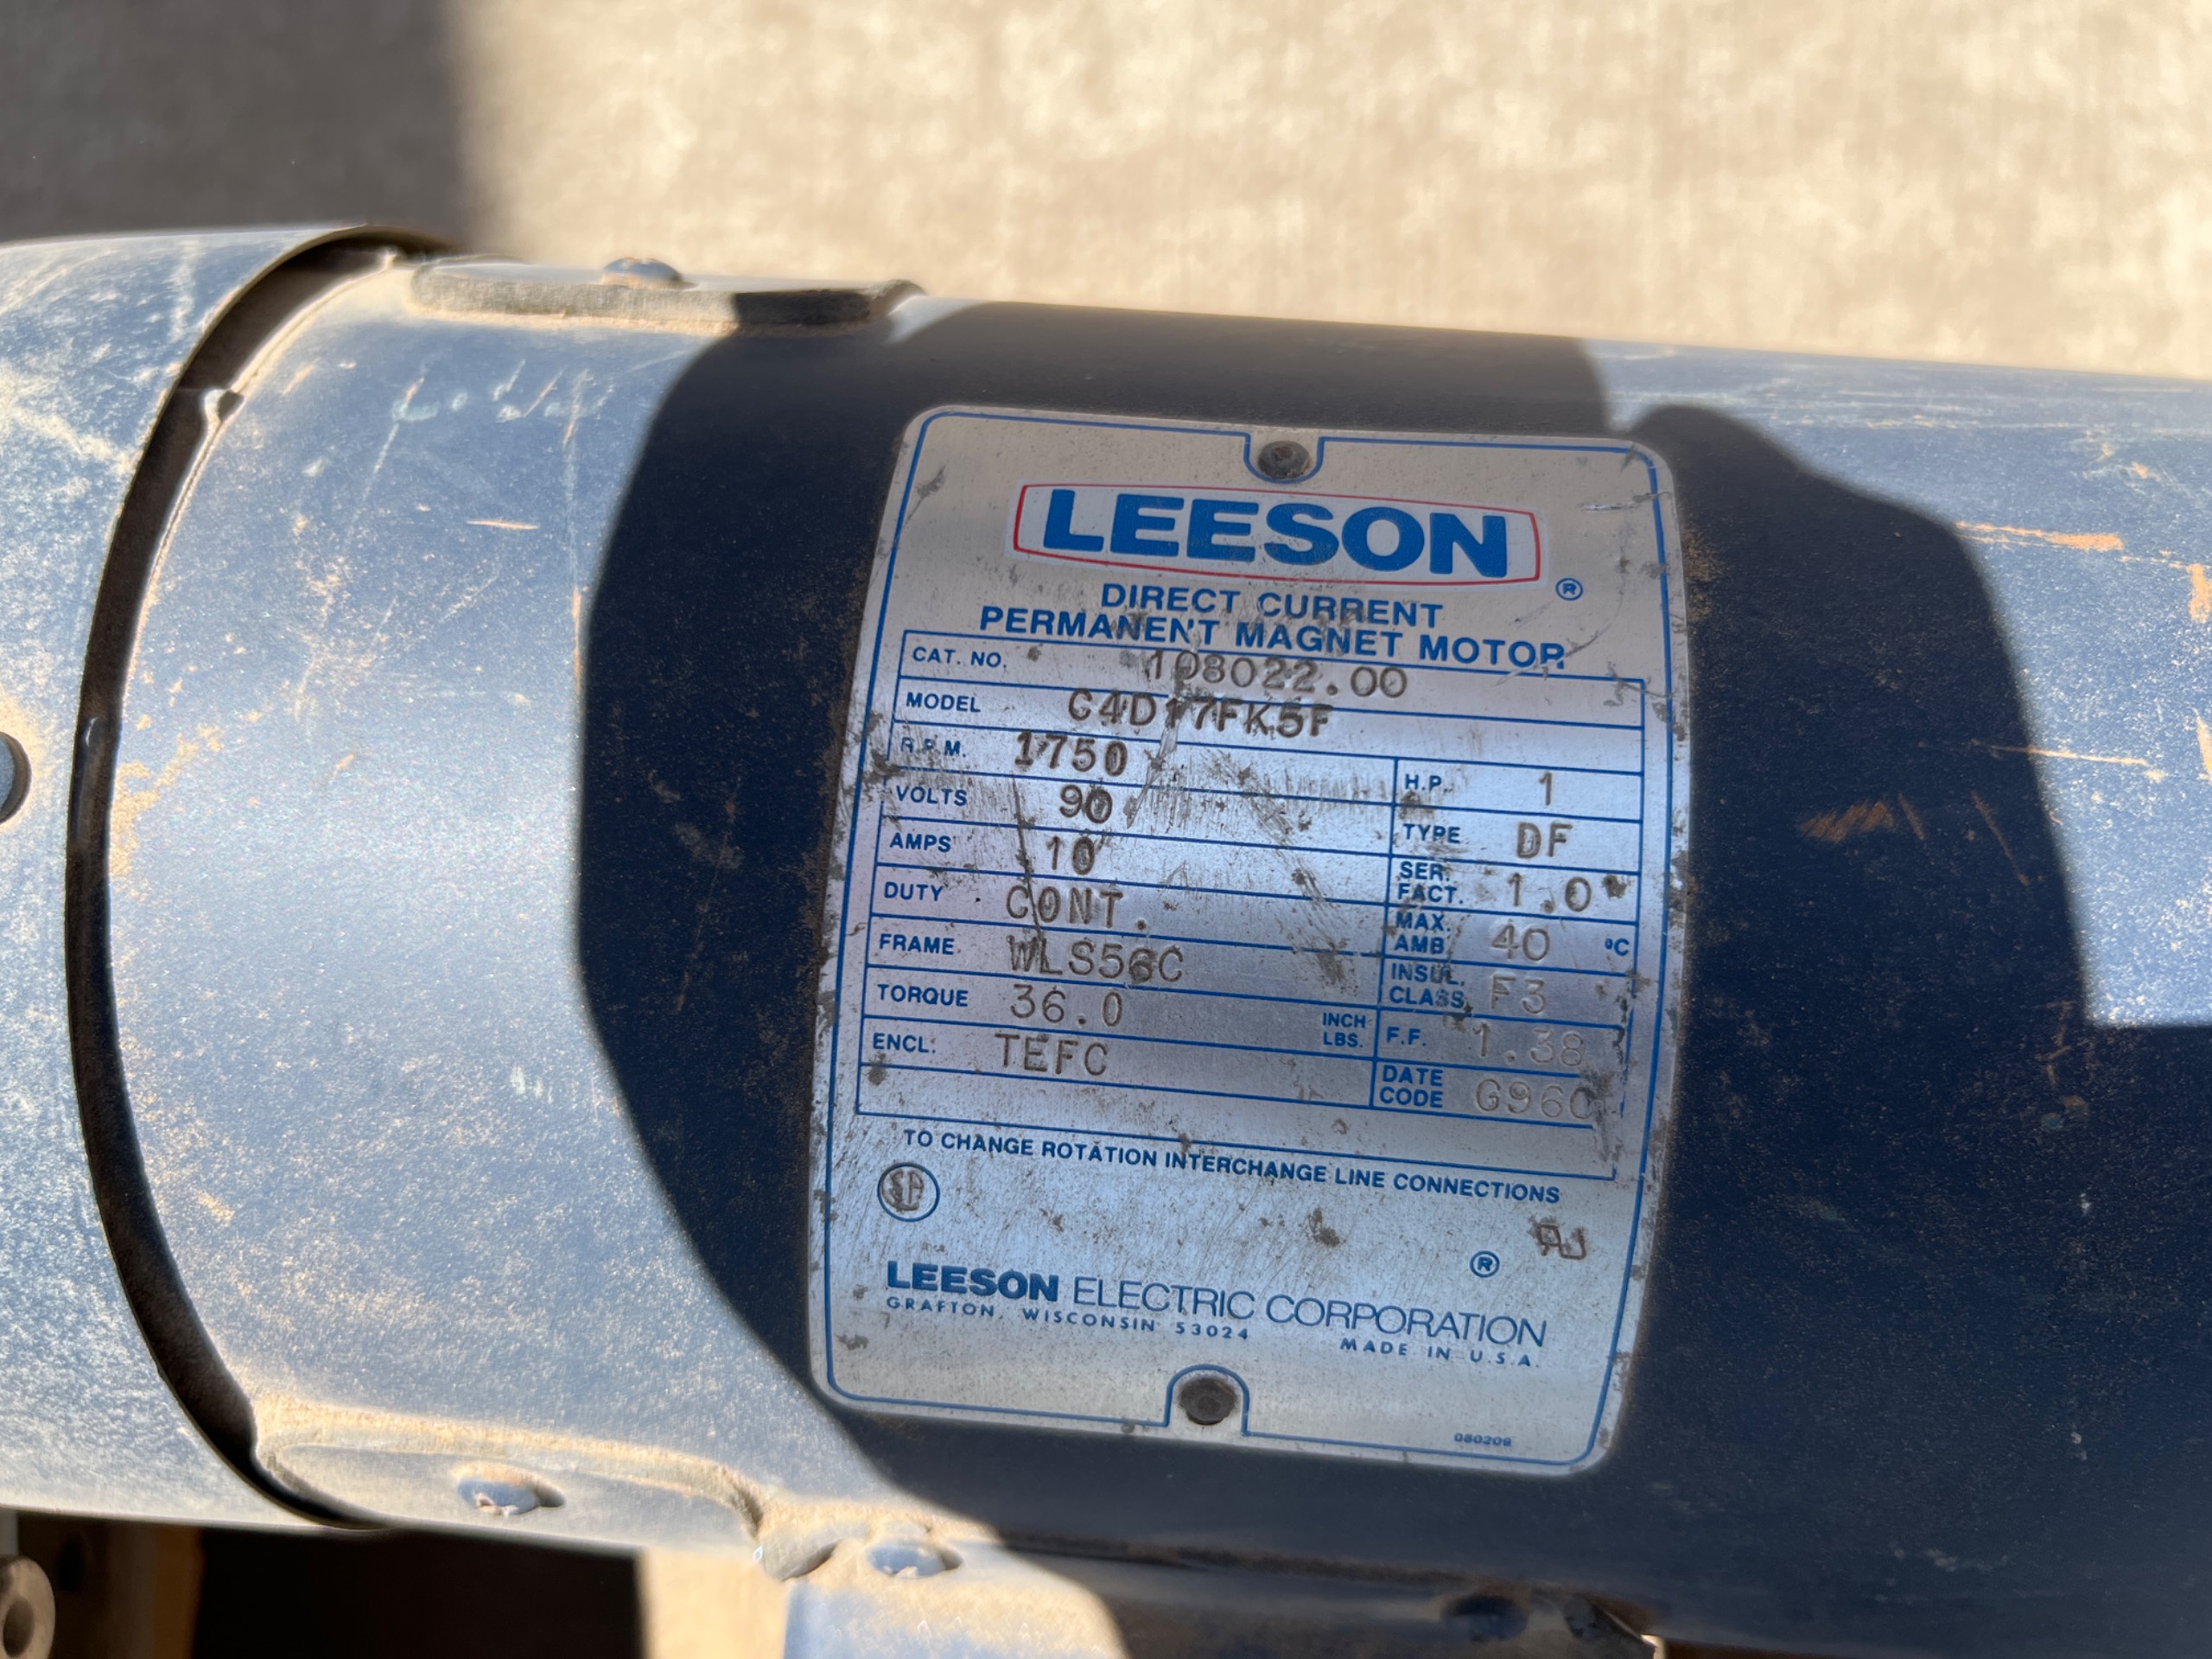 LEESON ®
DIRECT CURRENT
PERMANENT MAGNET MOTOR
CAT. NO. 108022.00
MODEL C4D17FK5F
R.P.M. 1750 H.P. 1
VOLTS 90 TYPE DF
AMPS 10 SER. FACT. 1.0
DUTY CONT. MAX. AMB. 40 °C
FRAME WLS56C INSUL. CLASS F3
TORQUE 36.0 INCH LBS. F.F. 1.38
ENCL. TEFC DATE CODE G96C
TO CHANGE ROTATION INTERCHANGE LINE CONNECTIONS
®
LEESON ELECTRIC CORPORATION
GRAFTON, WISCONSIN 53024 MADE IN U.S.A.
080209